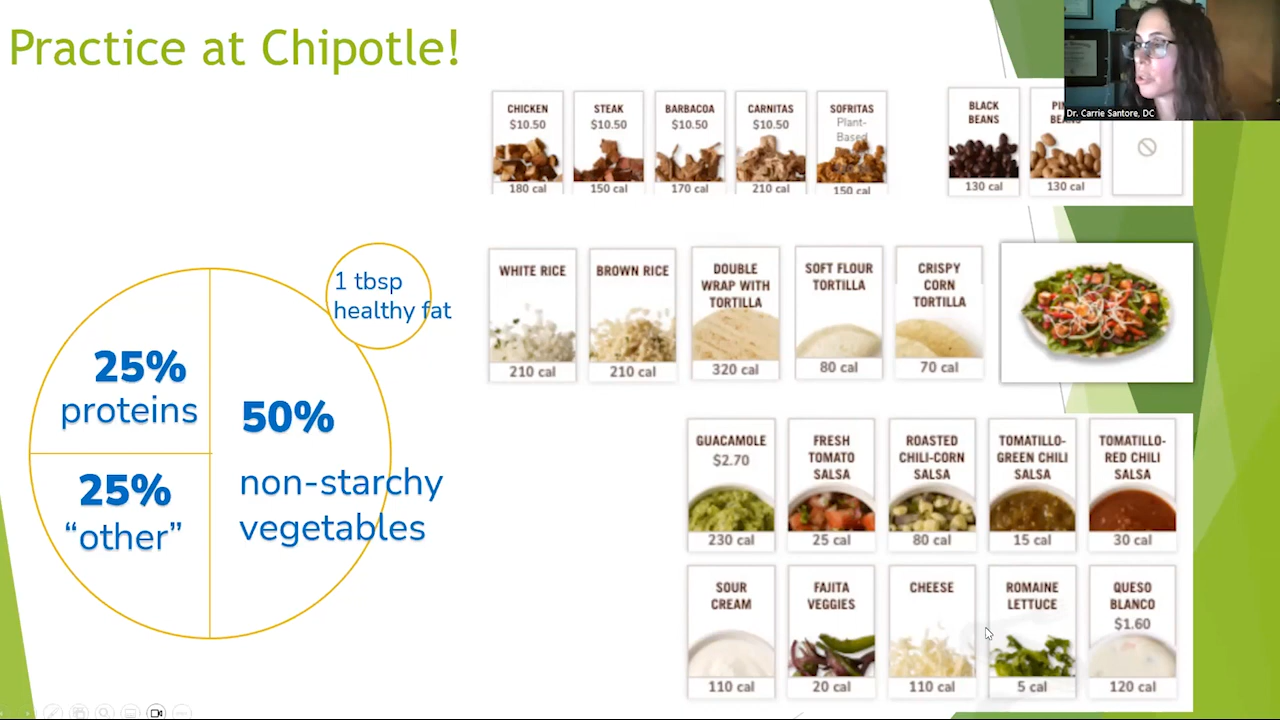 Practice at Chipotle!
Dr. Carrie Santore, DC
CHICKEN
$10.50
180 cal
STEAK
$10.50
150 cal
BARBACOA
$10.50
170 cal
CARNITAS
$10.50
210 cal
SOFRITAS
Plant-
Based
150 cal
BLACK
BEANS
130 cal
BEANS
130 cal
WHITE RICE
210 cal
BROWN RICE
210 cal
DOUBLE
WRAP WITH
TORTILLA
320 cal
SOFT FLOUR
TORTILLA
80 cal
CRISPY
CORN
TORTILLA
70 cal
1 tbsp
healthy fat
25%
proteins
50%
non-starchy
vegetables
25%
“other”
GUACAMOLE
$2.70
230 cal
FRESH
TOMATO
SALSA
25 cal
ROASTED
CHILI-CORN
SALSA
80 cal
TOMATILLO-
GREEN CHILI
SALSA
15 cal
TOMATILLO-
RED CHILI
SALSA
30 cal
SOUR
CREAM
110 cal
FAJITA
VEGGIES
20 cal
CHEESE
110 cal
ROMAINE
LETTUCE
5 cal
QUESO
BLANCO
$1.60
120 cal